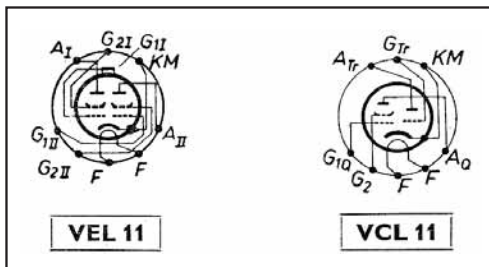 A_I G_2I G_1I KM
G_1II A_II
G_2II F F
VEL 11
A_Tr G_Tr KM
G_1Q A_Q
G_2 F F
VCL 11